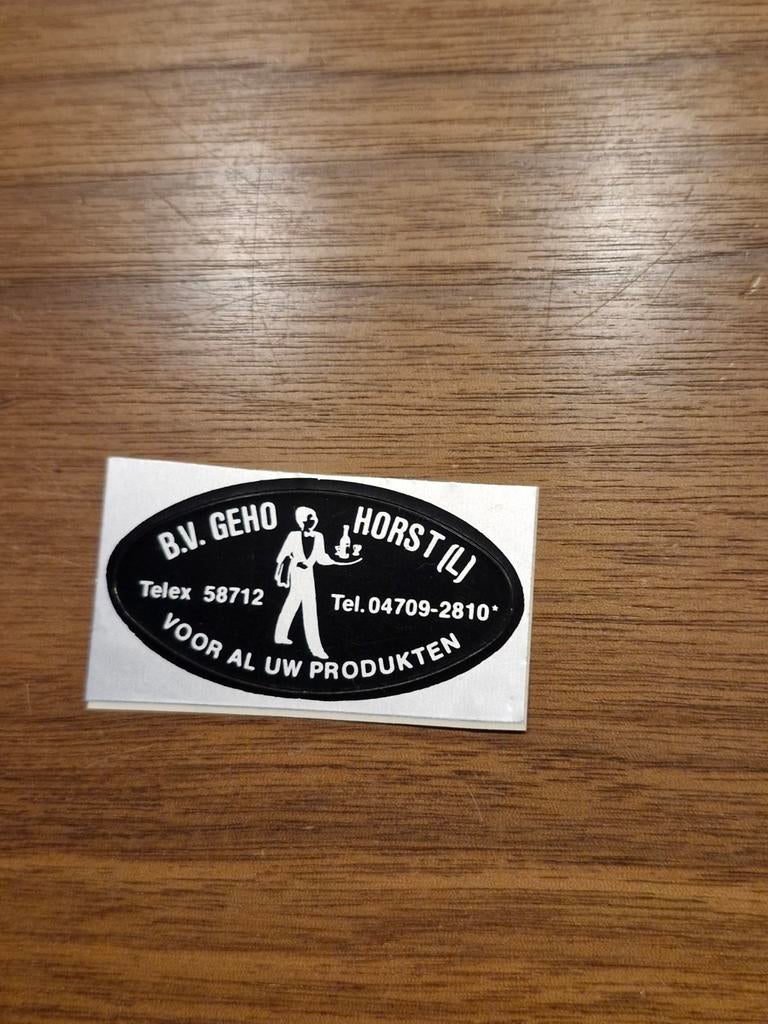 B.V. GEHO HORST (L)
Telex 58712 Tel. 04709-2810*
VOOR AL UW PRODUKTEN